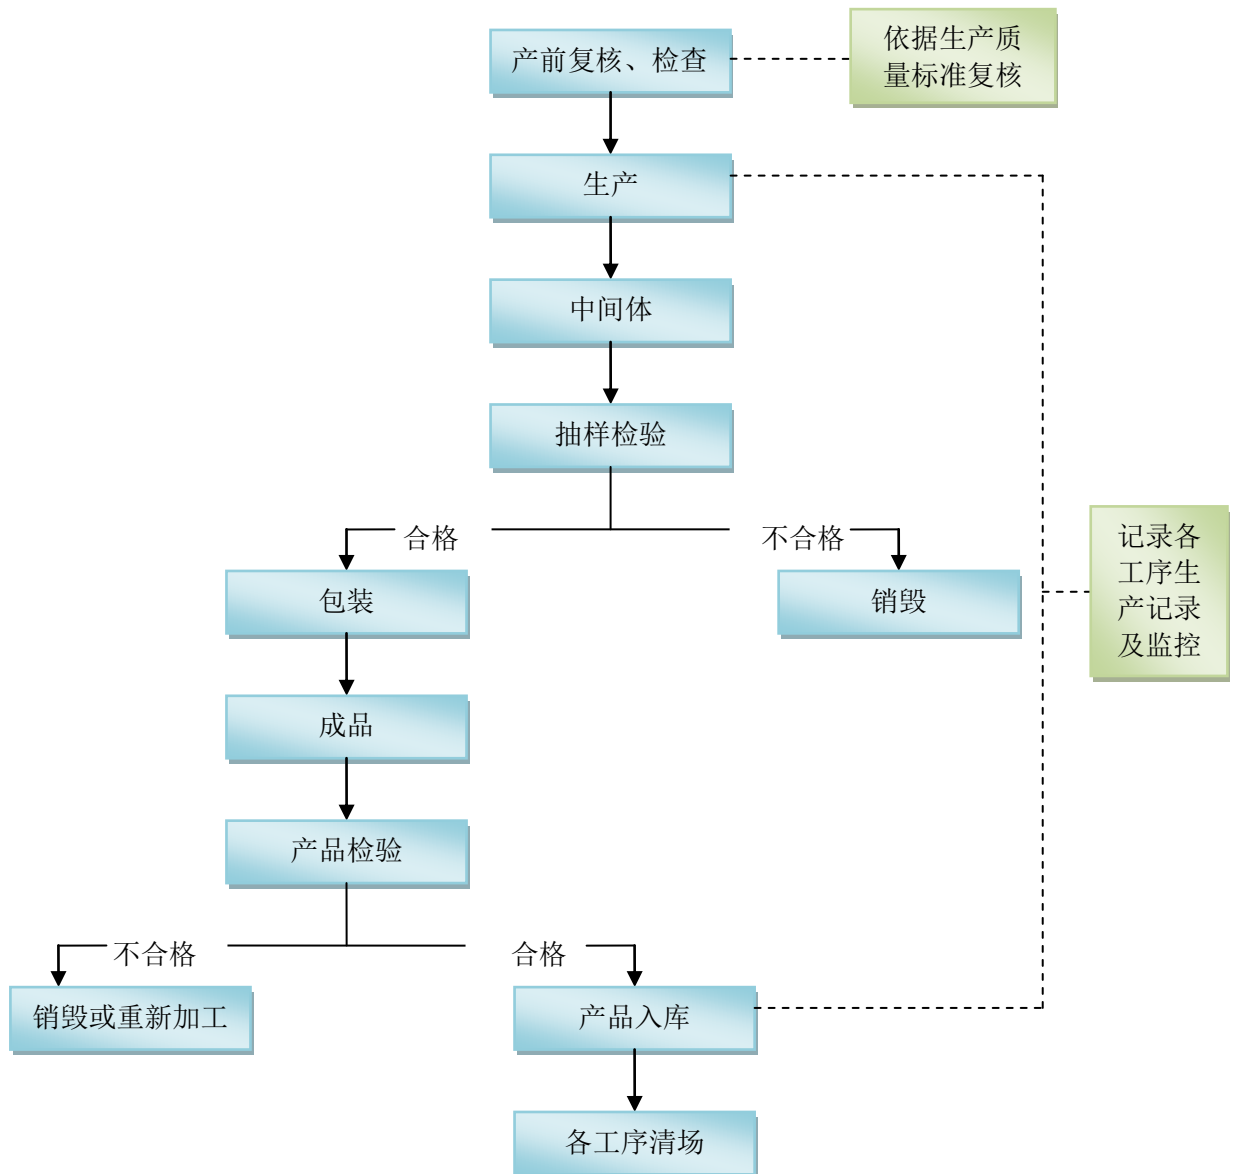 产前复核、检查
依据生产质
量标准复核
生产
中间体
抽样检验
合格
不合格
包装
销毁
记录各
工序生
产记录
及监控
成品
产品检验
不合格
合格
销毁或重新加工
产品入库
各工序清场